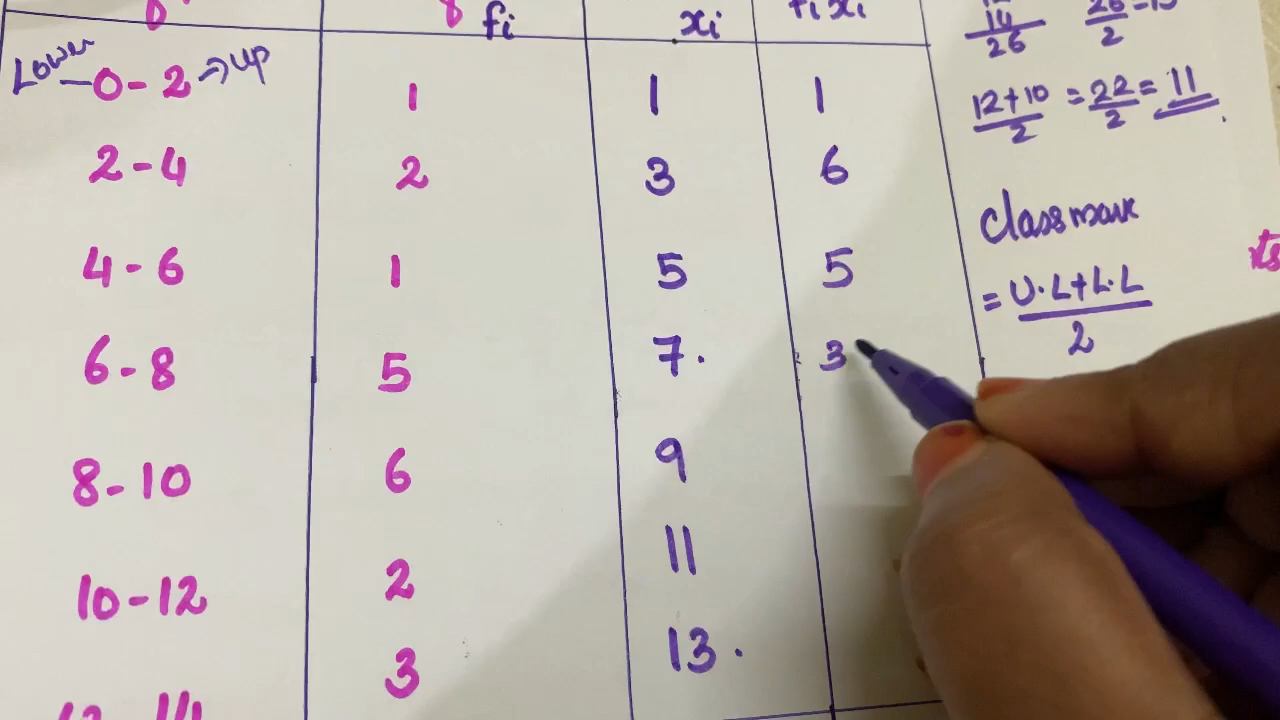 fi xi fixi
Lower 0 - 2 → up 1 1 1
2 - 4 2 3 6
4 - 6 1 5 5
6 - 8 5 7. 3
8 - 10 6 9
10 - 12 2 11
3 13.
14
26 26/2
12+10/2 = 22/2 = 11
Class mark
= U.L+L.L/2